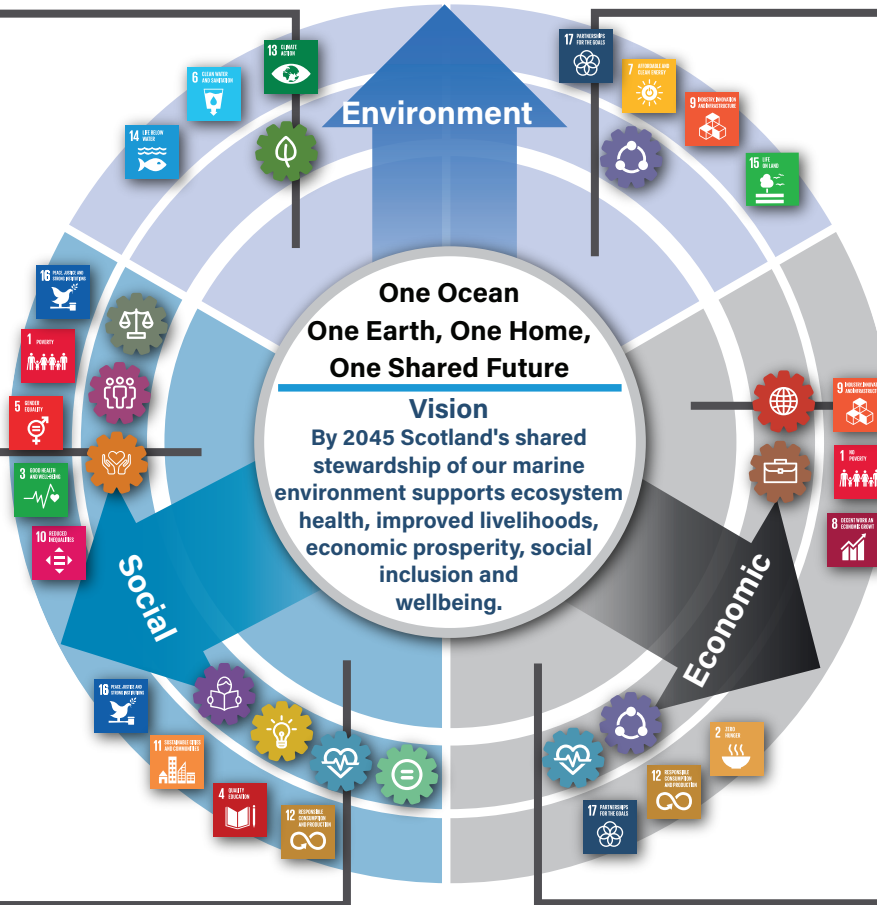 13 CLIMATE
ACTION
6 CLEAN WATER
AND SANITATION
14 LIFE BELOW
WATER
Environment
17 PARTNERSHIPS
FOR THE GOALS
7 AFFORDABLE AND
CLEAN ENERGY
9 INDUSTRY, INNOVATION
AND INFRASTRUCTURE
15 LIFE
ON LAND
16 PEACE, JUSTICE AND
STRONG INSTITUTIONS
1 POVERTY
5 GENDER
EQUALITY
3 GOOD HEALTH
AND WELL-BEING
10 REDUCED
INEQUALITIES
One Ocean
One Earth, One Home,
One Shared Future
Vision
By 2045 Scotland's shared
stewardship of our marine
environment supports ecosystem
health, improved livelihoods,
economic prosperity, social
inclusion and
wellbeing.
9 INDUSTRY, INNOVA
AND INFRASTRUCT
1 NO
POVERTY
8 DECENT WORK AN
ECONOMIC GROWT
Social
Economic
16 PEACE, JUSTICE AND
STRONG INSTITUTIONS
11 SUSTAINABLE CITIES
AND COMMUNITIES
4 QUALITY
EDUCATION
12 RESPONSIBLE
CONSUMPTION
AND PRODUCTION
2 ZERO
HUNGER
12 RESPONSIBLE
CONSUMPTION
AND PRODUCTION
17 PARTNERSHIPS
FOR THE GOALS